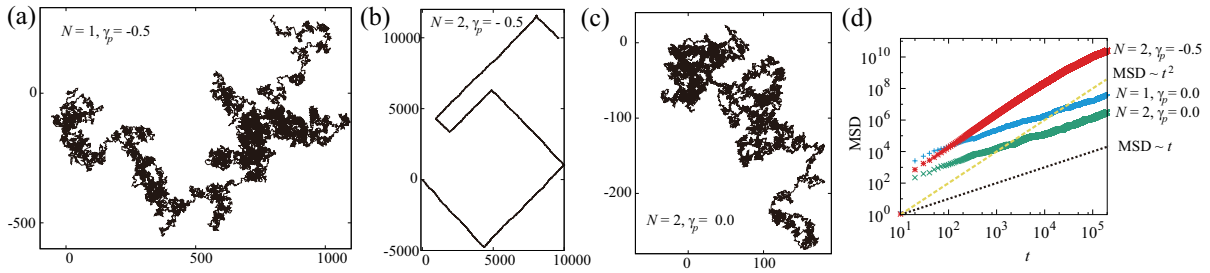 (a)
N = 1, γp = -0.5
0
-500
0
500
1000
(b)
N = 2, γp = - 0.5
10000
5000
0
-5000
0
5000
10000
(c)
0
-100
-200
N = 2, γp = 0.0
0
100
(d)
MSD
10^10
10^8
10^6
10^4
10^2
10^0
10^1
10^2
10^3
10^4
10^5
t
N = 2, γp = -0.5
MSD ~ t^2
N = 1, γp = 0.0
N = 2, γp = 0.0
MSD ~ t